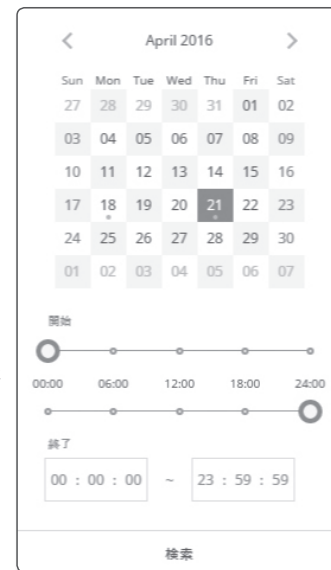 April 2016
Sun Mon Tue Wed Thu Fri Sat
27 28 29 30 31 01 02
03 04 05 06 07 08 09
10 11 12 13 14 15 16
17 18 19 20 21 22 23
24 25 26 27 28 29 30
01 02 03 04 05 06 07
開始
00:00 06:00 12:00 18:00 24:00
終了
00 : 00 : 00 ~ 23 : 59 : 59
検索